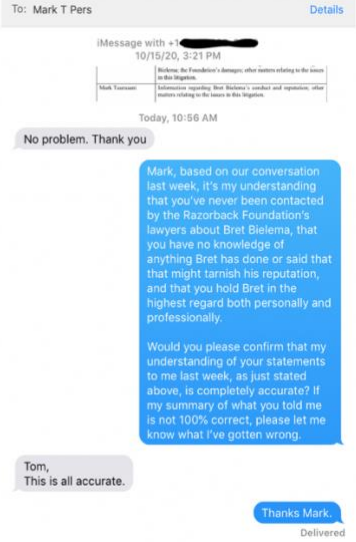 To: Mark T Pers
Details
iMessage with +1
10/15/20, 3:21 PM
Bielema; the Foundation's damages; other matters relating to the issues
in this litigation.
Information regarding Bret Bielema's conduct and reputation; other
matters relating to the issues in this litigation.
Today, 10:56 AM
No problem. Thank you
Mark, based on our conversation
last week, it's my understanding
that you've never been contacted
by the Razorback Foundation's
lawyers about Bret Bielema, that
you have no knowledge of
anything Bret has done or said that
that might tarnish his reputation,
and that you hold Bret in the
highest regard both personally and
professionally.
Would you please confirm that my
understanding of your statements
to me last week, as just stated
above, is completely accurate? If
my summary of what you told me
is not 100% correct, please let me
know what I've gotten wrong.
Tom,
This is all accurate.
Thanks Mark.
Delivered